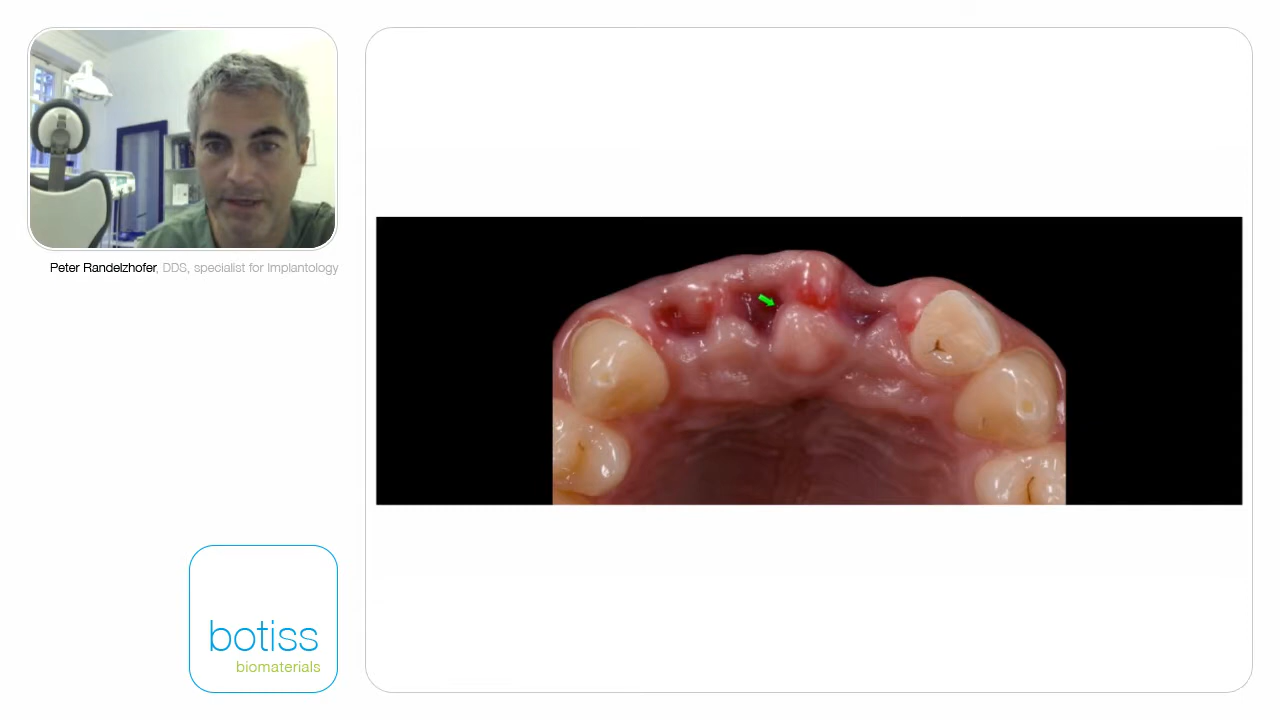 Peter Randelzhofer, DDS, specialist for Implantology
botiss
biomaterials